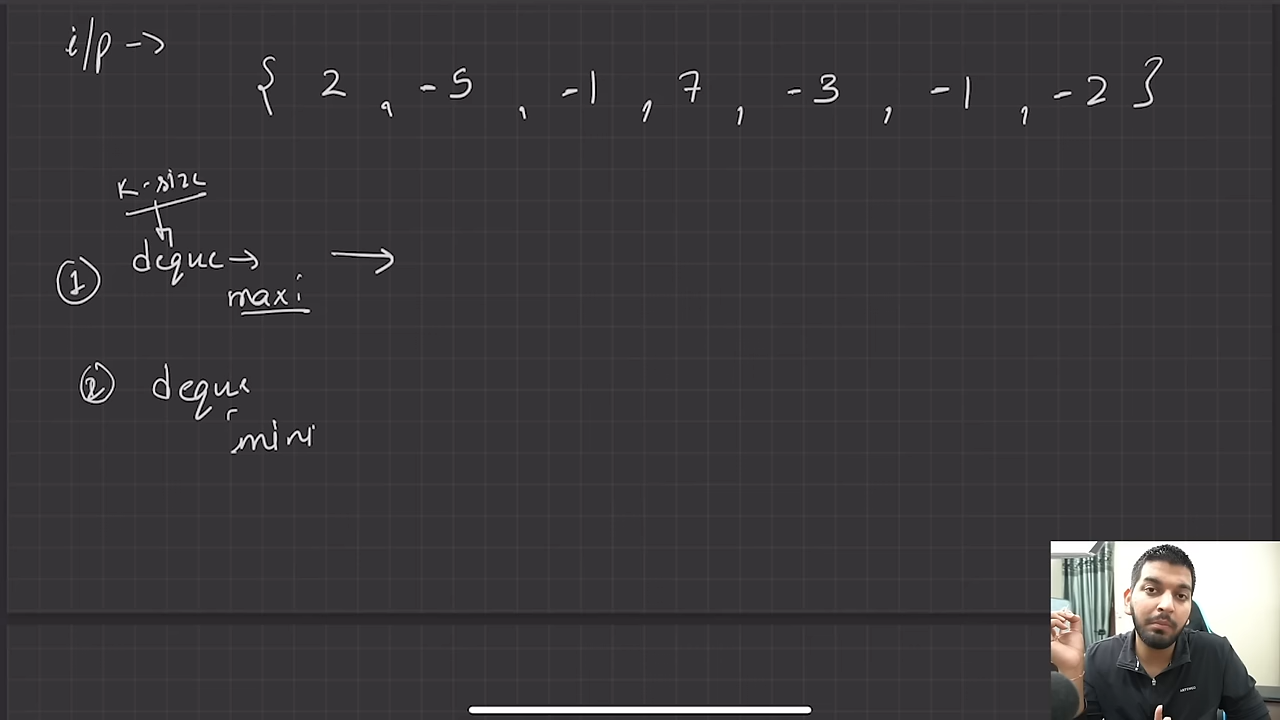 i/p ->
{ 2 , -5 , -1 , 7 , -3 , -1 , -2 }
K-size
① deque →
maxi
② deque
mini